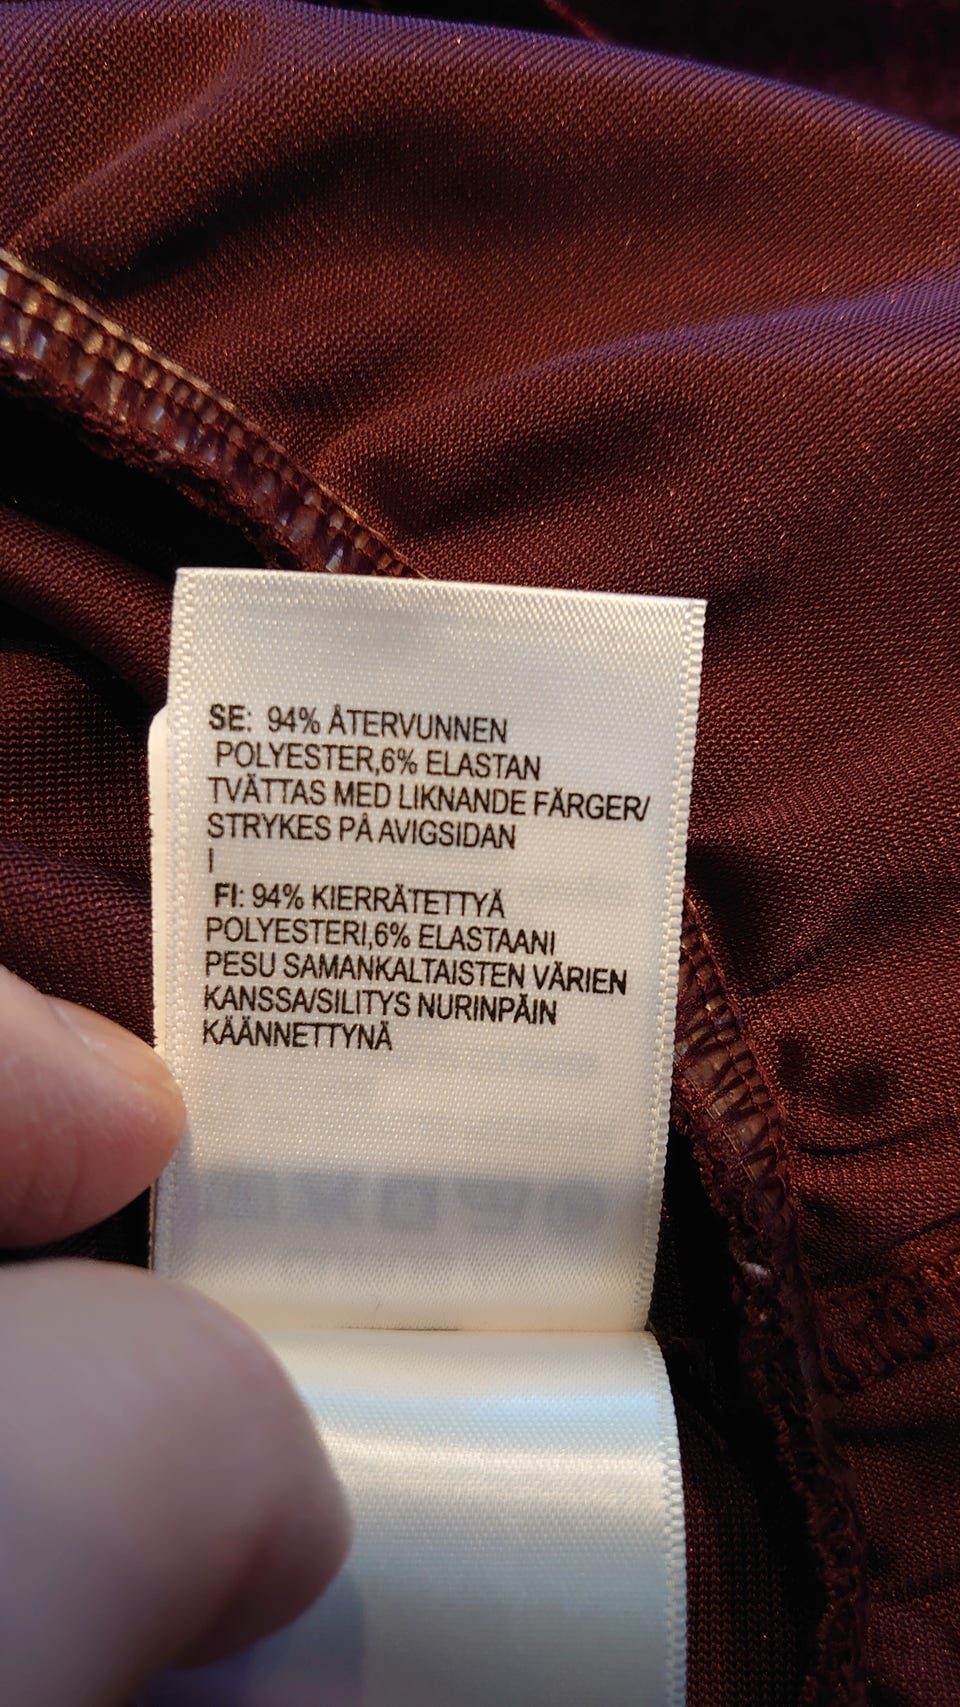 SE: 94% ÅTERVUNNEN
POLYESTER,6% ELASTAN
TVÄTTAS MED LIKNANDE FÄRGER/
STRYKES PÅ AVIGSIDAN
I
FI: 94% KIERRÄTETTYÄ
POLYESTERI,6% ELASTAANI
PESU SAMANKALTAISTEN VÄRIEN
KANSSA/SILITYS NURINPÄIN
KÄÄNNETTYNÄ